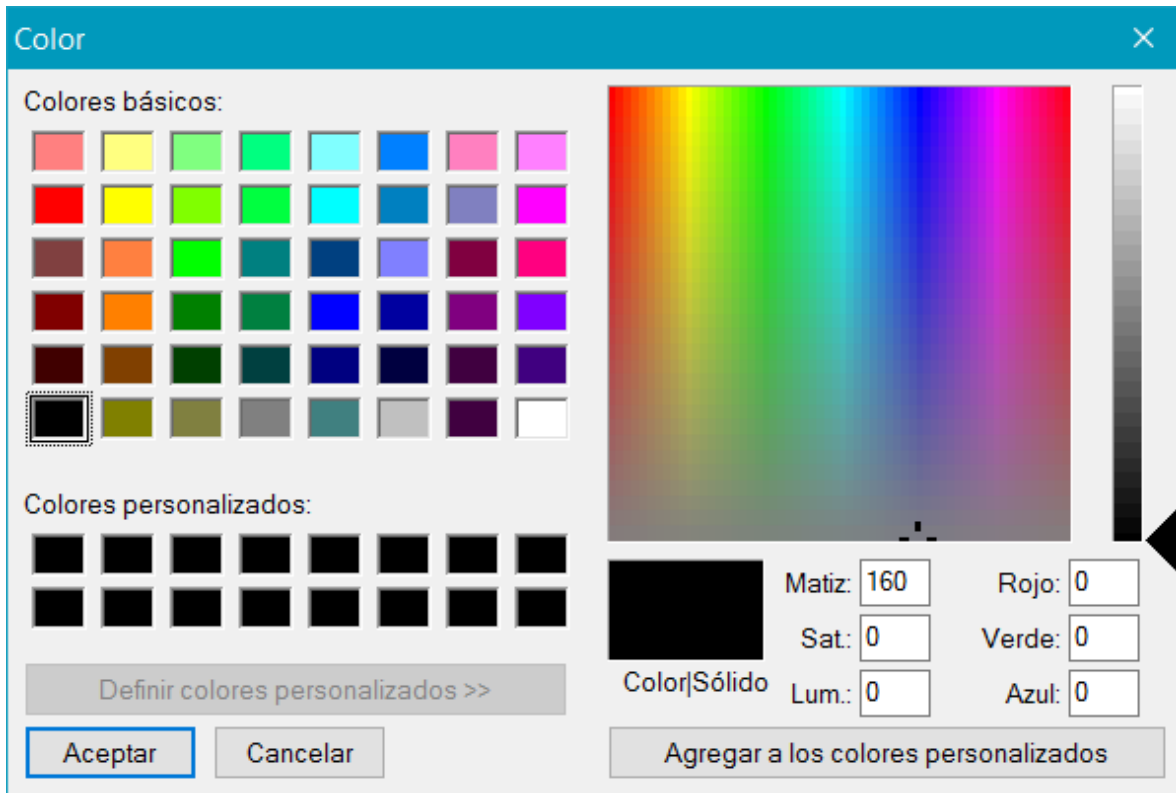 Color
Colores básicos:
Colores personalizados:
Definir colores personalizados >>
Aceptar
Cancelar
Color|Sólido
Matiz: 160
Sat.: 0
Lum.: 0
Rojo: 0
Verde: 0
Azul: 0
Agregar a los colores personalizados